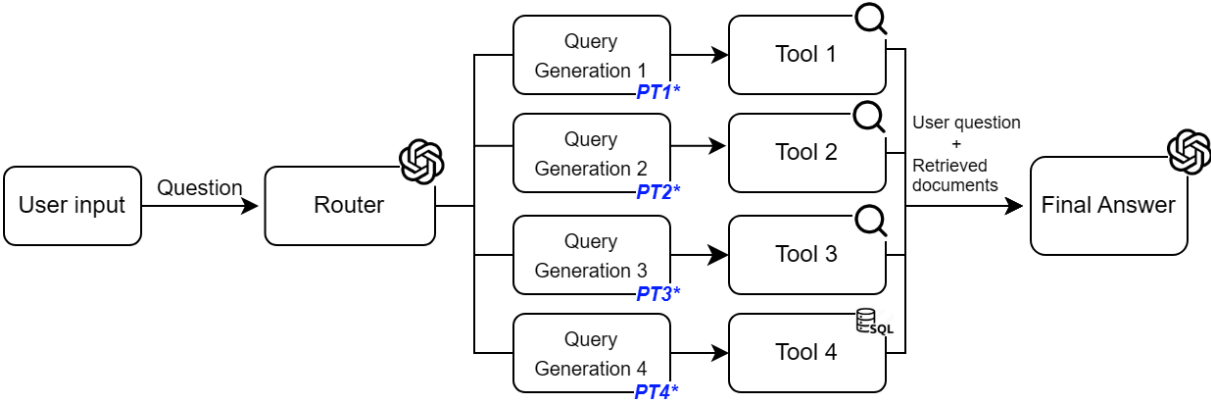 User input
Question
Router
Query
Generation 1
PT1*
Tool 1
Query
Generation 2
PT2*
Tool 2
Query
Generation 3
PT3*
Tool 3
Query
Generation 4
PT4*
Tool 4
SQL
User question
+
Retrieved
documents
Final Answer